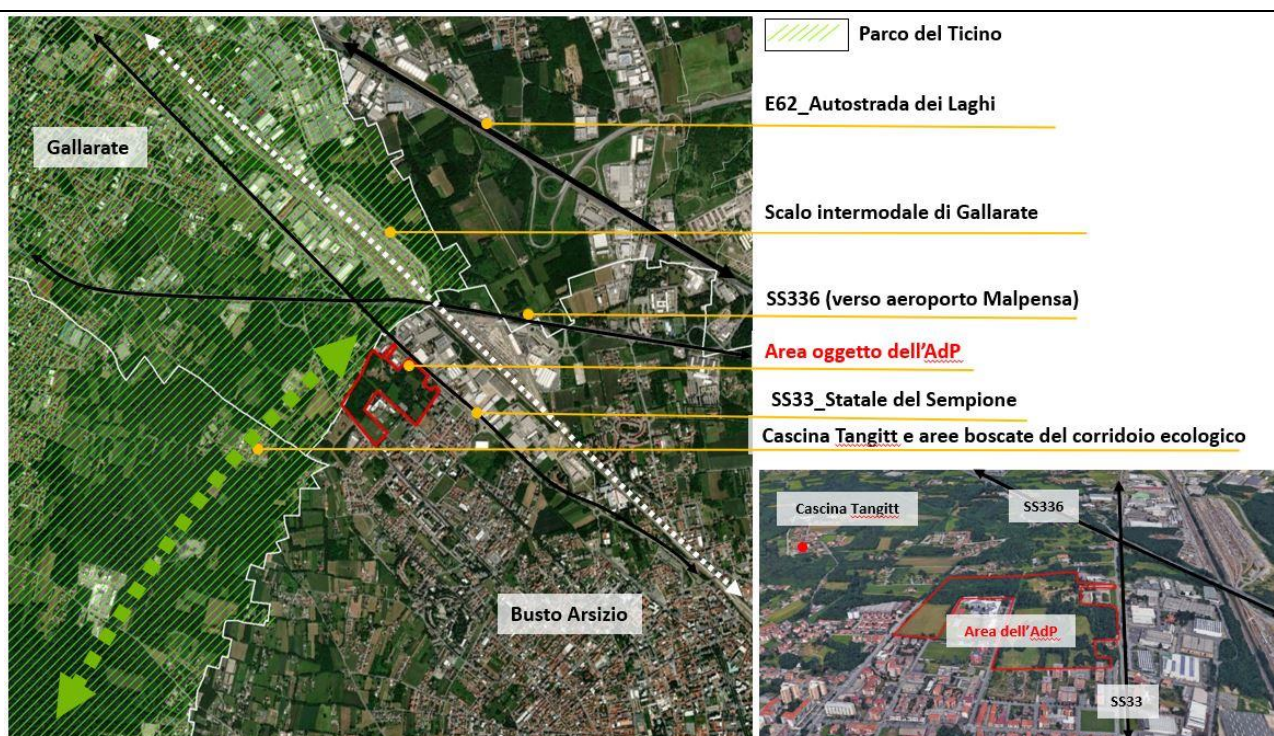 Parco del Ticino
E62_Autostrada dei Laghi
Gallarate
Scalo intermodale di Gallarate
SS336 (verso aeroporto Malpensa)
Area oggetto dell'AdP
SS33_Statale del Sempione
Cascina Tangitt e aree boscate del corridoio ecologico
Busto Arsizio
Cascina Tangitt
SS336
Area dell'AdP
SS33